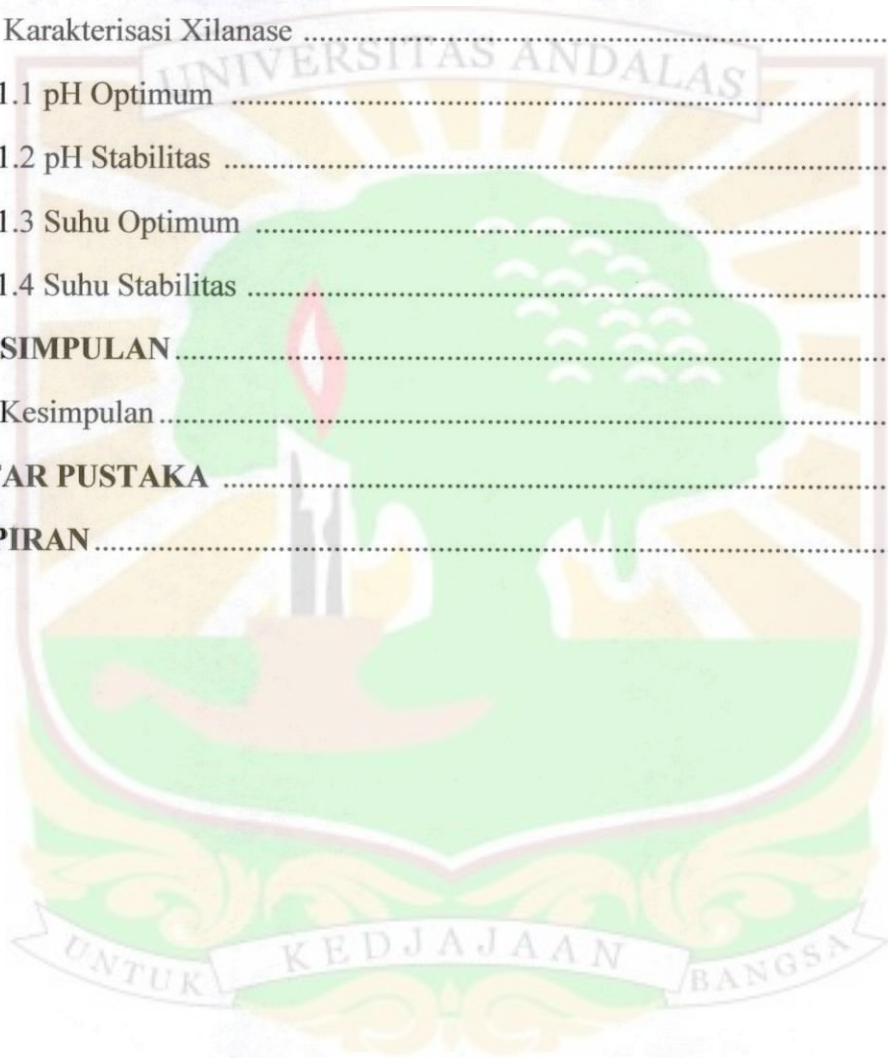 Karakterisasi Xilanase ........................................................................
UNIVERSITAS ANDALAS
1.1 pH Optimum ........................................................................
1.2 pH Stabilitas ........................................................................
1.3 Suhu Optimum ........................................................................
1.4 Suhu Stabilitas ........................................................................
SIMPULAN ........................................................................
Kesimpulan ........................................................................
AR PUSTAKA ........................................................................
PIRAN ........................................................................
UNTUK KEDJAJAAN BANGSA